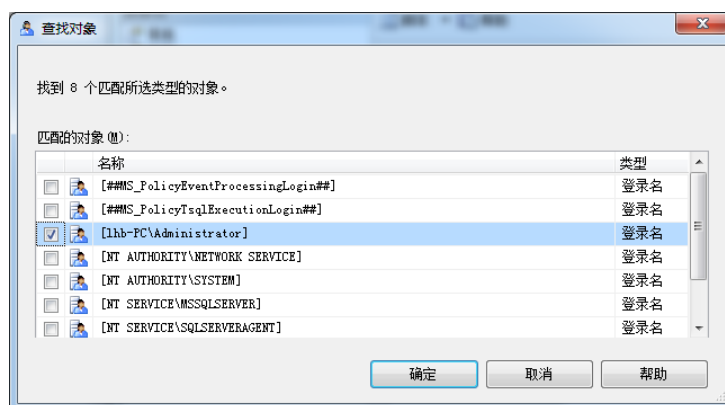 查找对象
找到 8 个匹配所选类型的对象。
匹配的对象(M):
名称 类型
[##MS_PolicyEventProcessingLogin##] 登录名
[##MS_PolicyTsqlExecutionLogin##] 登录名
[lhb-PC\Administrator] 登录名
[NT AUTHORITY\NETWORK SERVICE] 登录名
[NT AUTHORITY\SYSTEM] 登录名
[NT SERVICE\MSSQLSERVER] 登录名
[NT SERVICE\SQLSERVERAGENT] 登录名
确定 取消 帮助